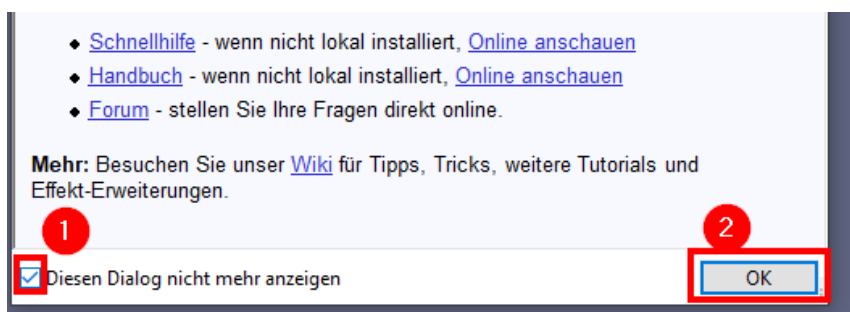 Schnellhilfe - wenn nicht lokal installiert, Online anschauen
Handbuch - wenn nicht lokal installiert, Online anschauen
Forum - stellen Sie Ihre Fragen direkt online.
Mehr: Besuchen Sie unser Wiki für Tipps, Tricks, weitere Tutorials und
Effekt-Erweiterungen.
1
2
Diesen Dialog nicht mehr anzeigen
OK